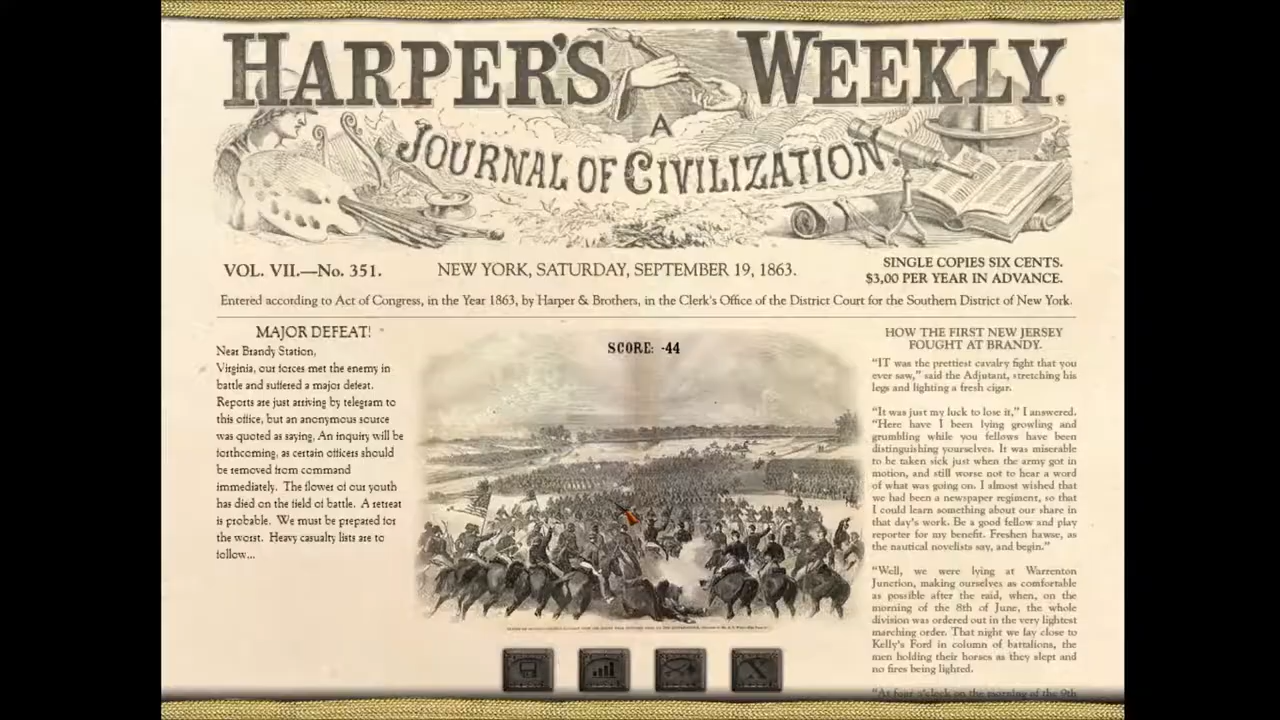 HARPER'S WEEKLY.
A
JOURNAL OF CIVILIZATION
VOL. VII.—No. 351.
NEW YORK, SATURDAY, SEPTEMBER 19, 1863.
SINGLE COPIES SIX CENTS.
$3,00 PER YEAR IN ADVANCE.
Entered according to Act of Congress, in the Year 1863, by Harper & Brothers, in the Clerk's Office of the District Court for the Southern District of New York.
MAJOR DEFEAT!
Near Brandy Station,
Virginia, our forces met the enemy in
battle and suffered a major defeat.
Reports are just arriving by telegram to
this office, but an anonymous source
was quoted as saying, An inquiry will be
forthcoming, as certain officers should
be removed from command
immediately. The flower of our youth
has died on the field of battle. A retreat
is probable. We must be prepared for
the worst. Heavy casualty lists are to
follow...
SCORE: -44
HOW THE FIRST NEW JERSEY
FOUGHT AT BRANDY.
"IT was the prettiest cavalry fight that you
ever saw," said the Adjutant, stretching his
legs and lighting a fresh cigar.
"It was just my luck to lose it," I answered.
"Here have I been lying growling and
grumbling while you fellows have been
distinguishing yourselves. It was miserable
to be taken sick just when the army got in
motion, and still worse not to hear a word
of what was going on. I almost wished that
we had been a newspaper regiment, so that
I could learn something about our share in
that day's work. Be a good fellow and play
reporter for my benefit. Freshen hawse, as
the nautical novelists say, and begin."
"Well, we were lying at Warrenton
Junction, making ourselves as comfortable
as possible after the raid, when, on the
morning of the 8th of June, the whole
division was ordered out in the very lightest
marching order. That night we lay close to
Kelly's Ford in column of battalions, the
men holding their horses as they slept and
no fires being lighted.
"At four o'clock on the morning of the 9th